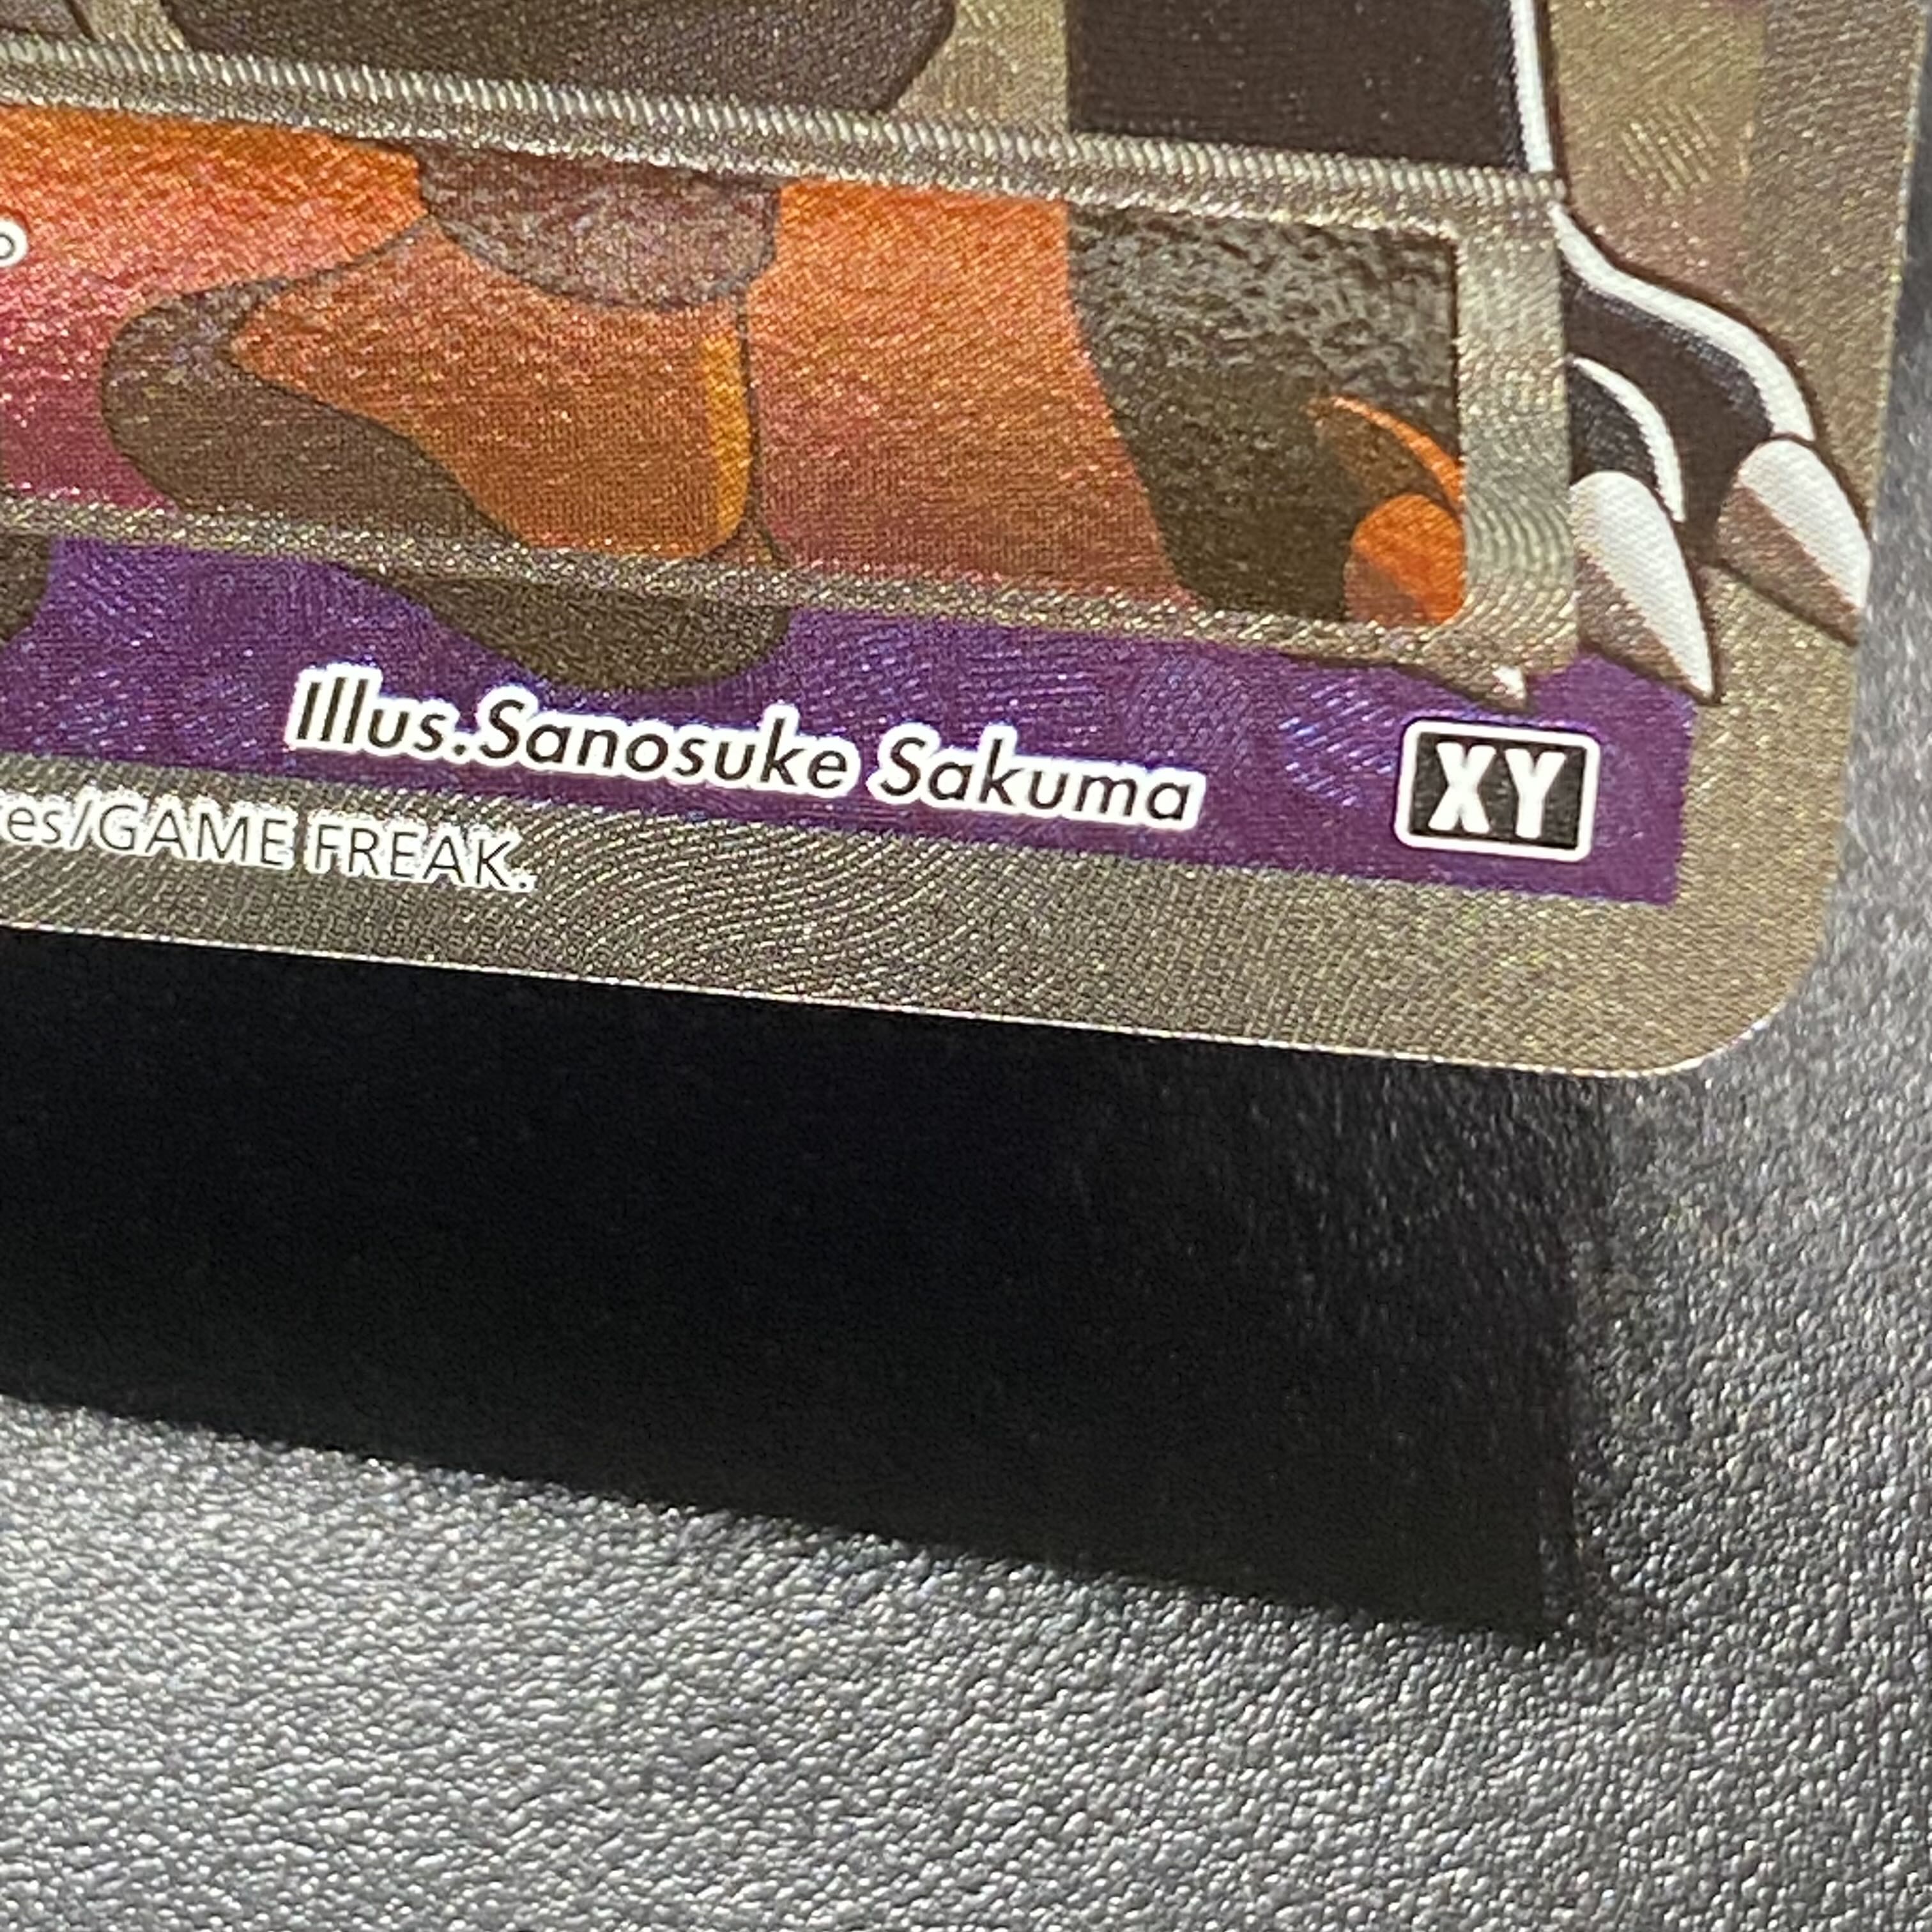 Illus.Sanosuke Sakuma
XY
es/GAME FREAK.